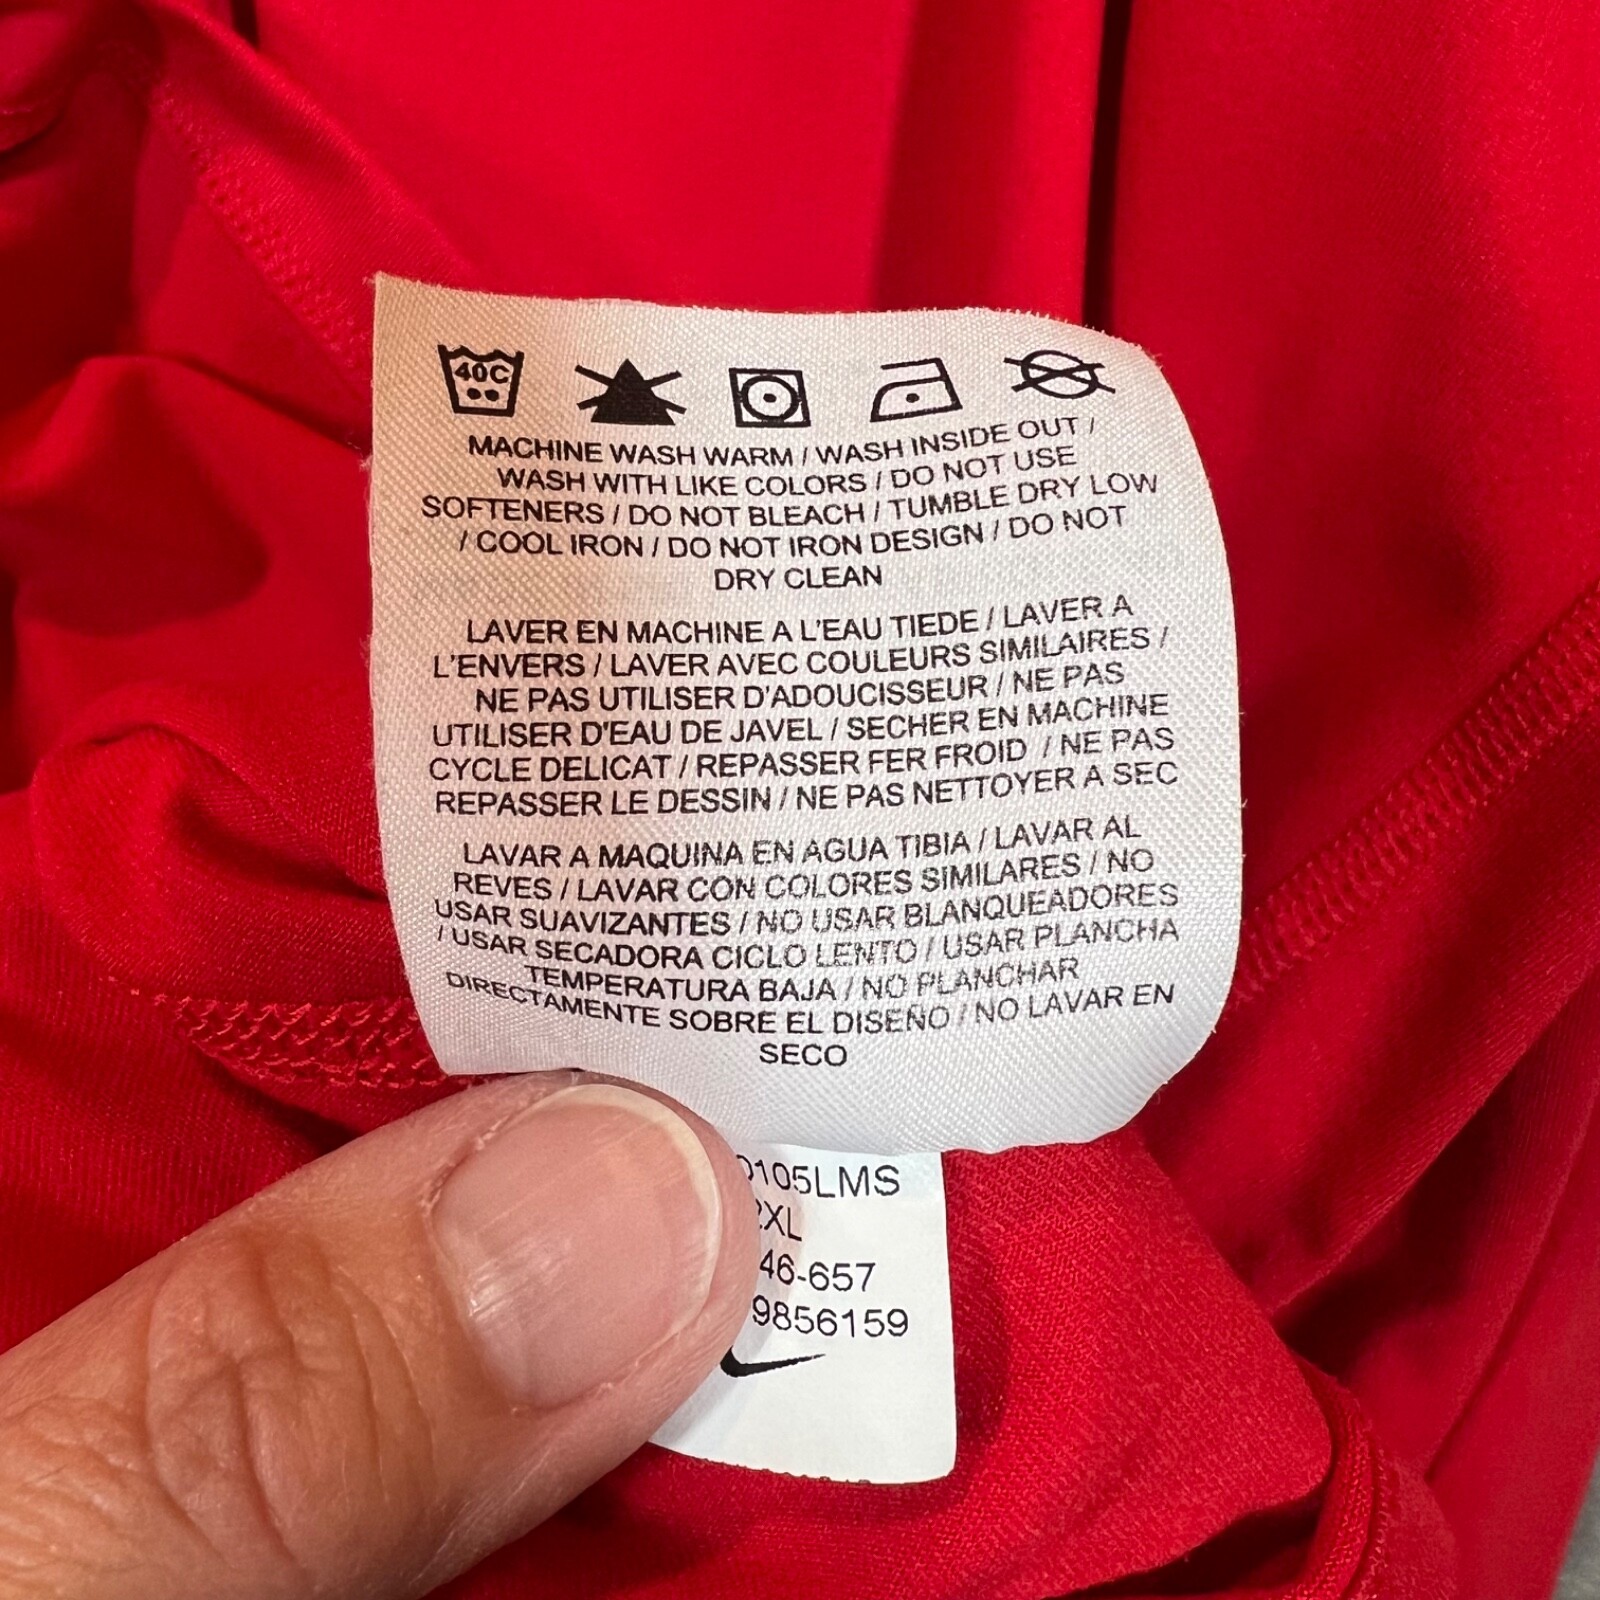 40C
MACHINE WASH WARM / WASH INSIDE OUT /
WASH WITH LIKE COLORS / DO NOT USE
SOFTENERS / DO NOT BLEACH / TUMBLE DRY LOW
/ COOL IRON / DO NOT IRON DESIGN / DO NOT
DRY CLEAN
LAVER EN MACHINE A L'EAU TIEDE / LAVER A
L'ENVERS / LAVER AVEC COULEURS SIMILAIRES /
NE PAS UTILISER D'ADOUCISSEUR / NE PAS
UTILISER D'EAU DE JAVEL / SECHER EN MACHINE
CYCLE DELICAT / REPASSER FER FROID / NE PAS
REPASSER LE DESSIN / NE PAS NETTOYER A SEC
LAVAR A MAQUINA EN AGUA TIBIA / LAVAR AL
REVES / LAVAR CON COLORES SIMILARES / NO
USAR SUAVIZANTES / NO USAR BLANQUEADORES
/ USAR SECADORA CICLO LENTO / USAR PLANCHA
TEMPERATURA BAJA / NO PLANCHAR
DIRECTAMENTE SOBRE EL DISEÑO / NO LAVAR EN
SECO
0105LMS
2XL
46-657
9856159